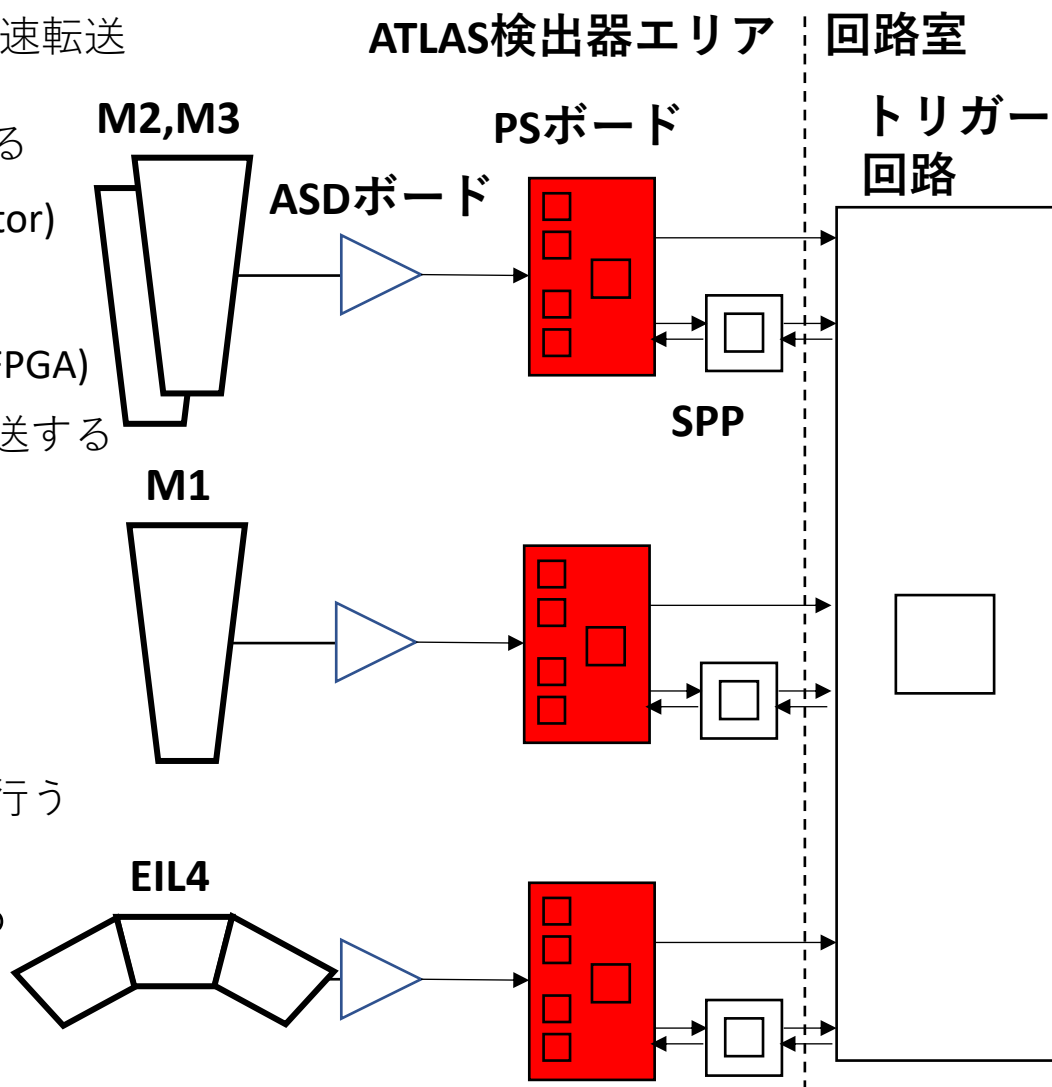 速転送
ATLAS検出器エリア
回路室
M2,M3
PSボード
トリガー
回路
る
ASDボード
tor)
FPGA)
SPP
送する
M1
行う
EIL4